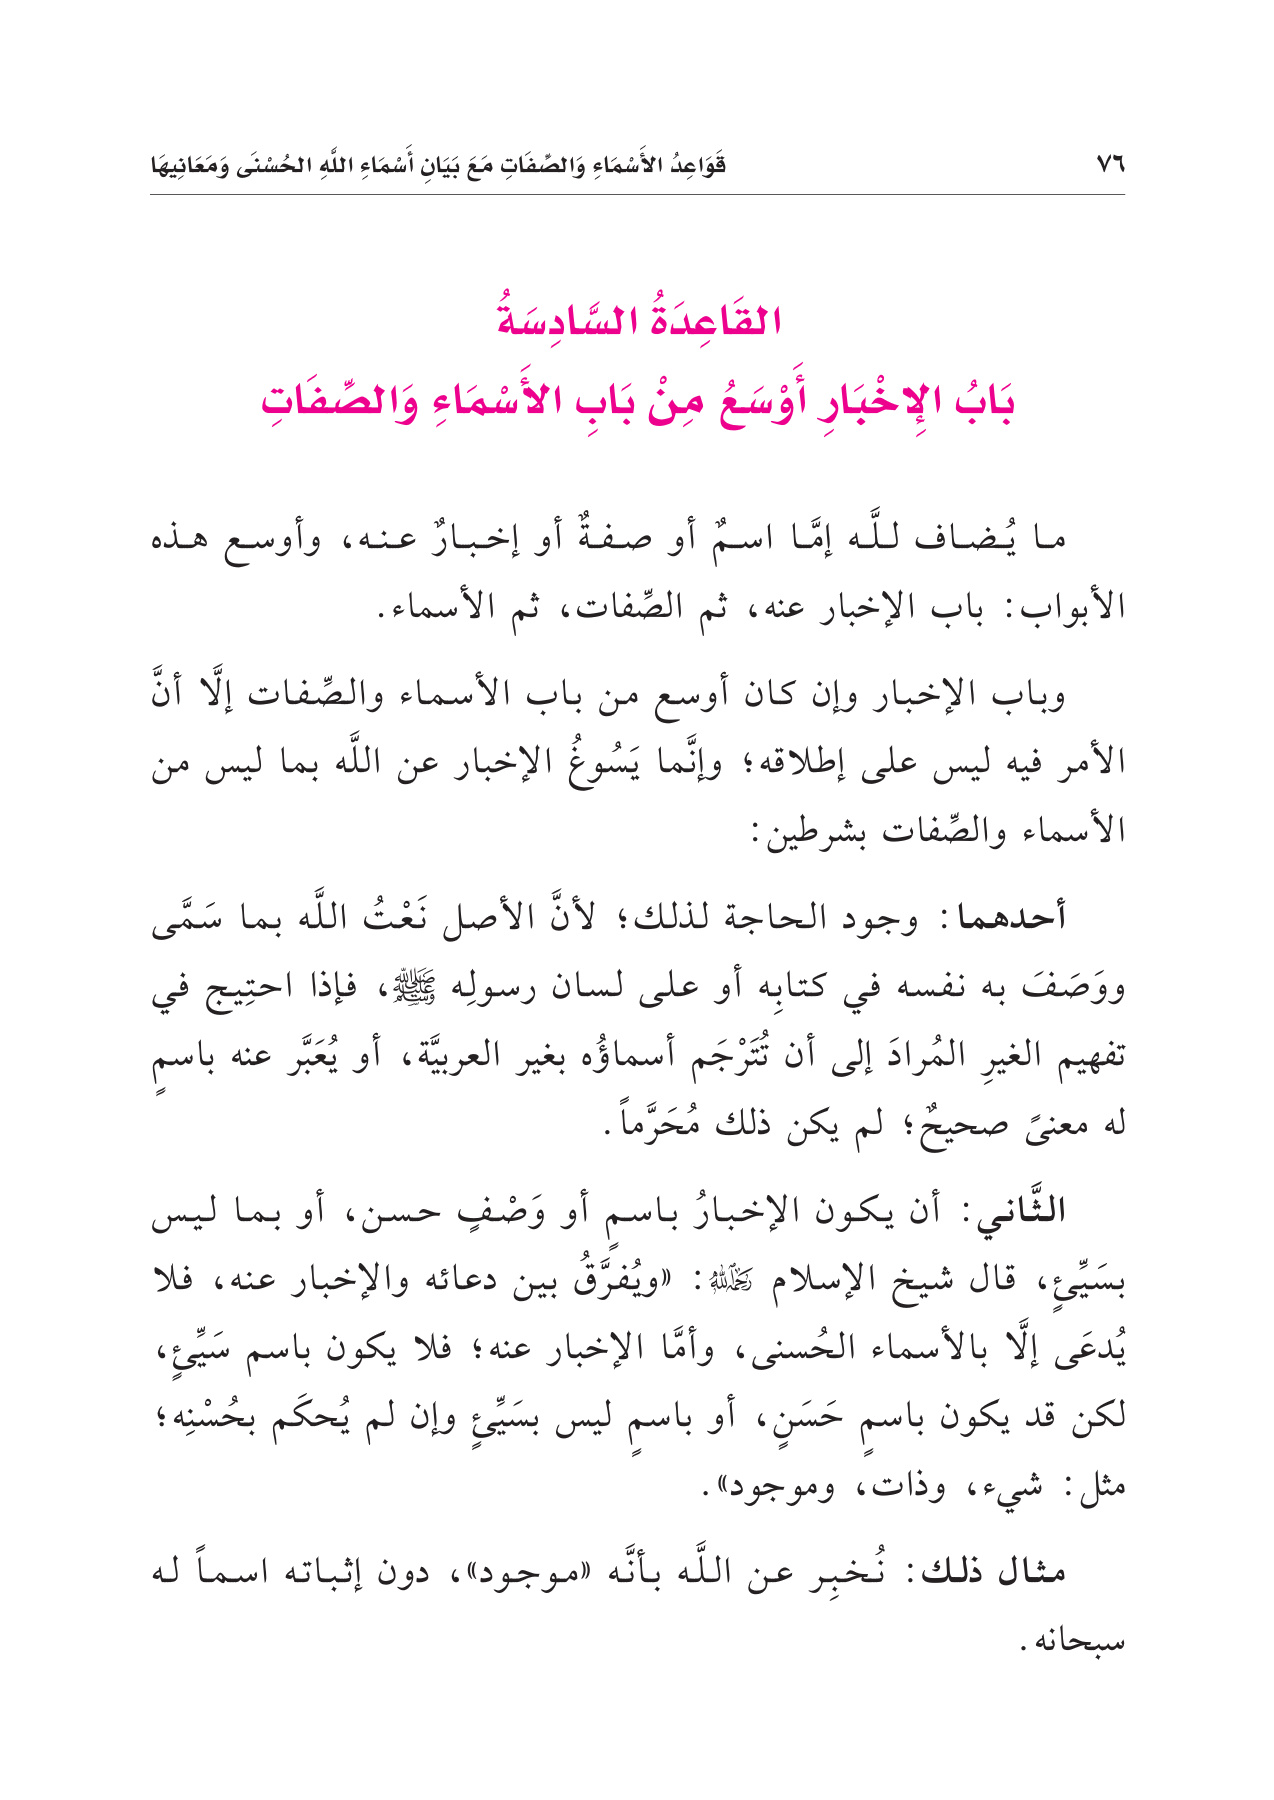 ٧٦ قَوَاعِدُ الأَسْمَاءِ وَالصِّفَاتِ مَعَ بَيَانِ أَسْمَاءِ اللَّهِ الحُسْنَى وَمَعَانِيهَا
القَاعِدَةُ السَّادِسَةُ
بَابُ الإِخْبَارِ أَوْسَعُ مِنْ بَابِ الأَسْمَاءِ وَالصِّفَاتِ
ما يُضاف للَّه إمَّا اسمٌ أو صفةٌ أو إخبارٌ عنه، وأوسع هذه
الأبواب: باب الإخبار عنه، ثم الصِّفات، ثم الأسماء.
وباب الإخبار وإن كان أوسع من باب الأسماء والصِّفات إلَّا أنَّ
الأمر فيه ليس على إطلاقه؛ وإنَّما يَسُوغُ الإخبار عن اللَّه بما ليس من
الأسماء والصِّفات بشرطين:
أحدهما: وجود الحاجة لذلك؛ لأنَّ الأصل نَعْتُ اللَّه بما سَمَّى
ووَصَفَ به نفسه في كتابِه أو على لسان رسولِه ﷺ، فإذا احتِيج في
تفهيم الغيرِ المُرادَ إلى أن تُتَرْجَم أسماؤُه بغير العربيَّة، أو يُعَبَّر عنه باسمٍ
له معنىً صحيحٌ؛ لم يكن ذلك مُحَرَّماً.
الثَّاني: أن يكون الإخبارُ باسمٍ أو وَصْفٍ حسن، أو بما ليس
بسَيِّئٍ، قال شيخ الإسلام رحمه الله: «ويُفرَّقُ بين دعائه والإخبار عنه، فلا
يُدعَى إلَّا بالأسماء الحُسنى، وأمَّا الإخبار عنه؛ فلا يكون باسم سَيِّئٍ،
لكن قد يكون باسمٍ حَسَنٍ، أو باسمٍ ليس بسَيِّئٍ وإن لم يُحكَم بحُسْنِه؛
مثل: شيء، وذات، وموجود».
مثال ذلك: نُخبِر عن اللَّه بأنَّه «موجود»، دون إثباته اسماً له
سبحانه.